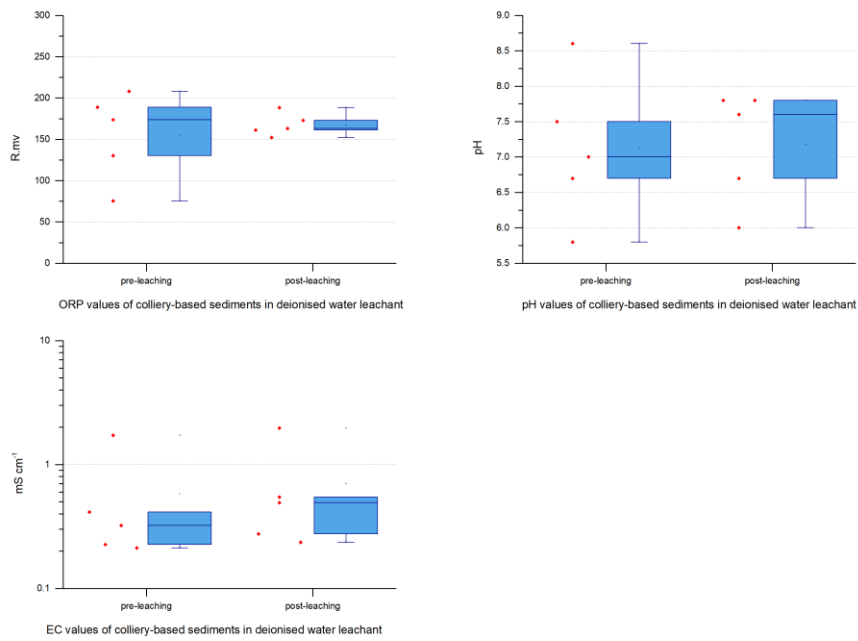 300
250
200
150
100
50
0
R.mv
pre-leaching post-leaching
ORP values of colliery-based sediments in deionised water leachant
9.0
8.5
8.0
7.5
7.0
6.5
6.0
5.5
pH
pre-leaching post-leaching
pH values of colliery-based sediments in deionised water leachant
10
1
0.1
mS cm⁻¹
pre-leaching post-leaching
EC values of colliery-based sediments in deionised water leachant